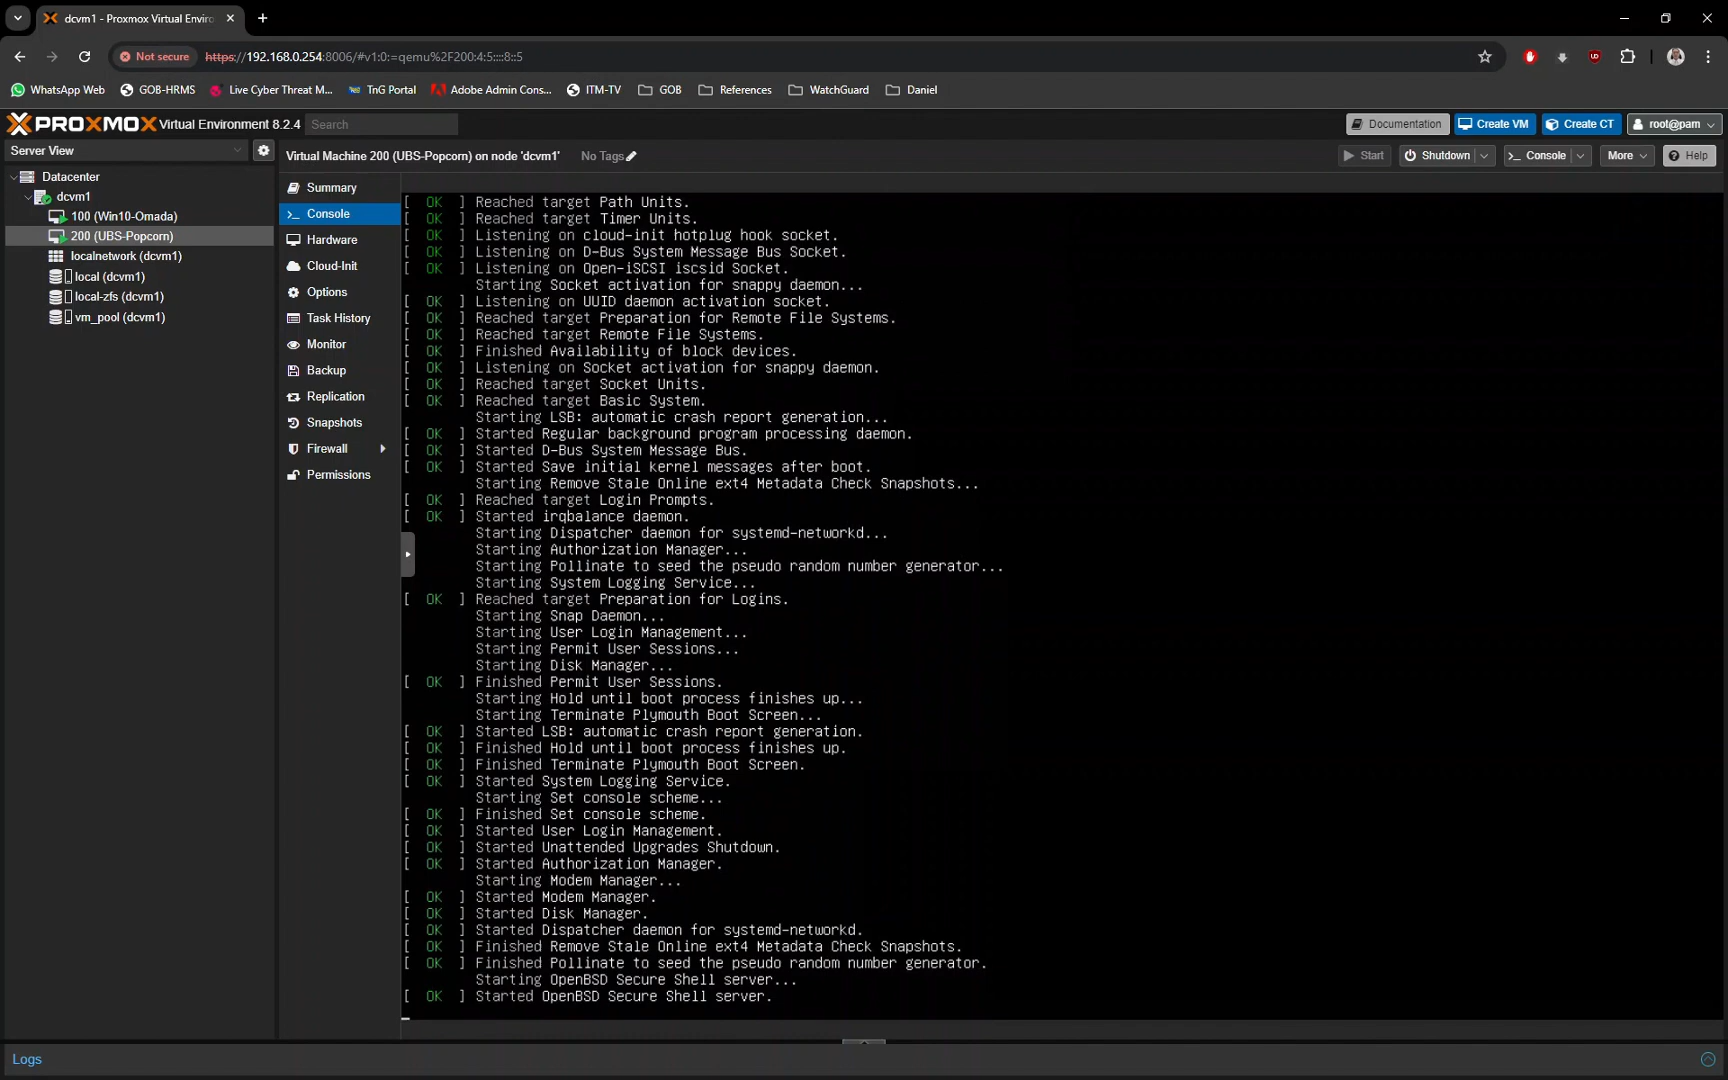 dcvm1 - Proxmox Virtual Enviro
Not secure
https://192.168.0.254:8006/#v1:0:=qemu%2F200:4:5::::8::5
WhatsApp Web
GOB-HRMS
Live Cyber Threat M...
TnG Portal
Adobe Admin Cons...
ITM-TV
GOB
References
WatchGuard
Daniel
PROXMOX Virtual Environment 8.2.4
Search
Documentation
Create VM
Create CT
root@pam
Server View
Virtual Machine 200 (UBS-Popcorn) on node 'dcvm1'
No Tags
Start
Shutdown
>_ Console
More
Help
Datacenter
dcvm1
100 (Win10-Omada)
200 (UBS-Popcorn)
localnetwork (dcvm1)
local (dcvm1)
local-zfs (dcvm1)
vm_pool (dcvm1)
Summary
>_ Console
Hardware
Cloud-Init
Options
Task History
Monitor
Backup
Replication
Snapshots
Firewall
Permissions
[  OK  ] Reached target Path Units.
[  OK  ] Reached target Timer Units.
[  OK  ] Listening on cloud-init hotplug hook socket.
[  OK  ] Listening on D-Bus System Message Bus Socket.
[  OK  ] Listening on Open-iSCSI iscsid Socket.
Starting Socket activation for snappy daemon...
[  OK  ] Listening on UUID daemon activation socket.
[  OK  ] Reached target Preparation for Remote File Systems.
[  OK  ] Reached target Remote File Systems.
[  OK  ] Finished Availability of block devices.
[  OK  ] Listening on Socket activation for snappy daemon.
[  OK  ] Reached target Socket Units.
[  OK  ] Reached target Basic System.
Starting LSB: automatic crash report generation...
[  OK  ] Started Regular background program processing daemon.
[  OK  ] Started D-Bus System Message Bus.
[  OK  ] Started Save initial kernel messages after boot.
Starting Remove Stale Online ext4 Metadata Check Snapshots...
[  OK  ] Reached target Login Prompts.
[  OK  ] Started irqbalance daemon.
Starting Dispatcher daemon for systemd-networkd...
Starting Authorization Manager...
Starting Pollinate to seed the pseudo random number generator...
Starting System Logging Service...
[  OK  ] Reached target Preparation for Logins.
Starting Snap Daemon...
Starting User Login Management...
Starting Permit User Sessions...
Starting Disk Manager...
[  OK  ] Finished Permit User Sessions.
Starting Hold until boot process finishes up...
Starting Terminate Plymouth Boot Screen...
[  OK  ] Started LSB: automatic crash report generation.
[  OK  ] Finished Hold until boot process finishes up.
[  OK  ] Finished Terminate Plymouth Boot Screen.
[  OK  ] Started System Logging Service.
Starting Set console scheme...
[  OK  ] Finished Set console scheme.
[  OK  ] Started User Login Management.
[  OK  ] Started Unattended Upgrades Shutdown.
[  OK  ] Started Authorization Manager.
Starting Modem Manager...
[  OK  ] Started Modem Manager.
[  OK  ] Started Disk Manager.
[  OK  ] Started Dispatcher daemon for systemd-networkd.
[  OK  ] Finished Remove Stale Online ext4 Metadata Check Snapshots.
[  OK  ] Finished Pollinate to seed the pseudo random number generator.
Starting OpenBSD Secure Shell server...
[  OK  ] Started OpenBSD Secure Shell server.
Logs